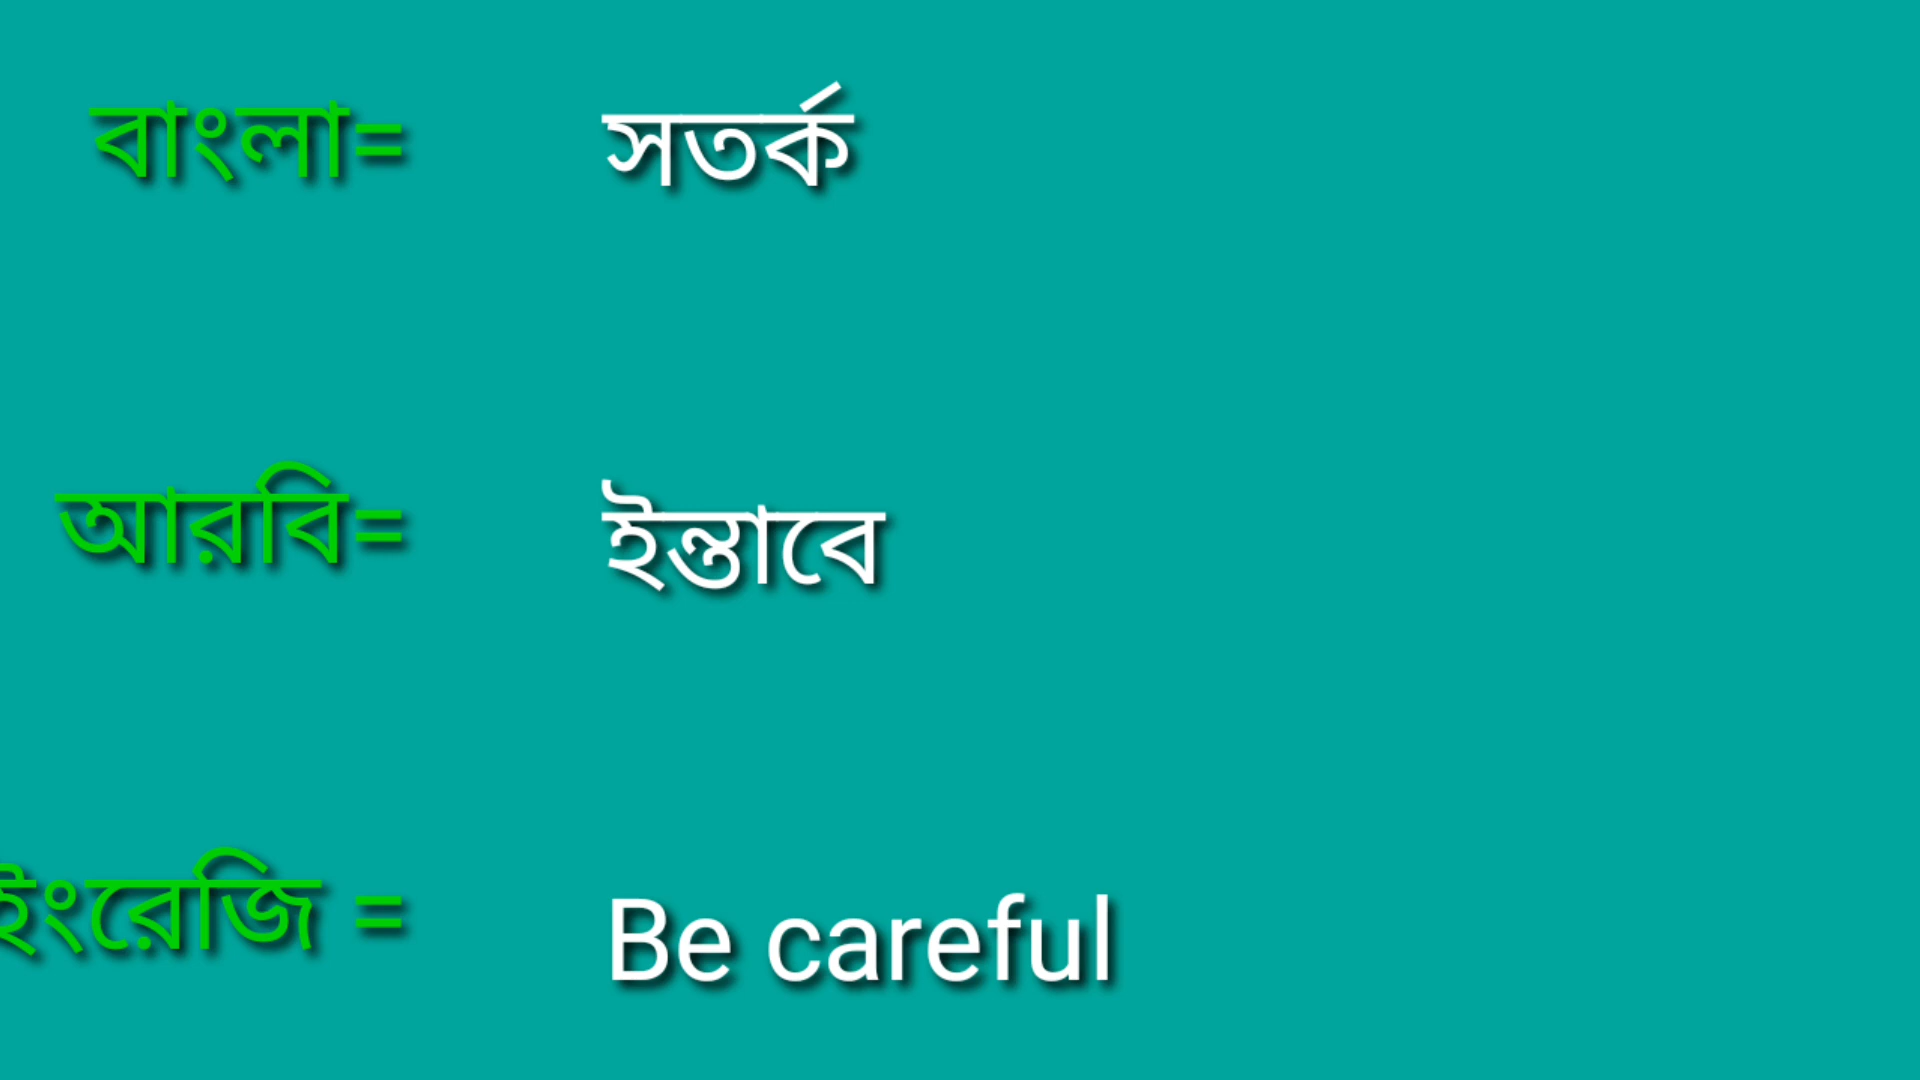 বাংলা= সতর্ক
আরবি= ইন্তাবে
ইংরেজি = Be careful